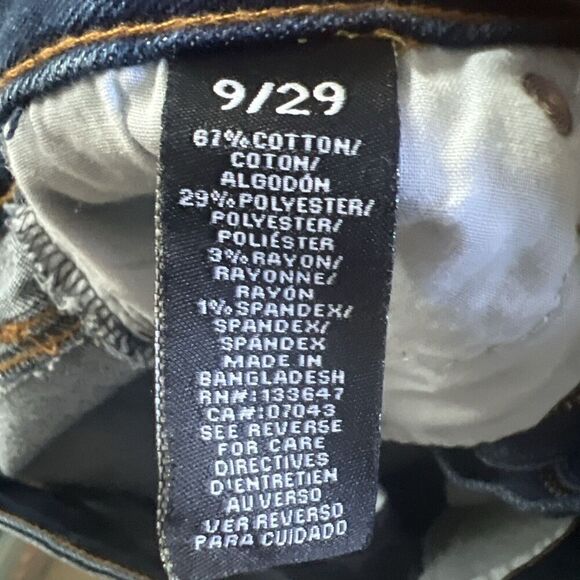 9/29
67%COTTON/
COTON/
ALGODÓN
29%POLYESTER/
POLYESTER/
POLIÉSTER
3%RAYON/
RAYONNE/
RAYÓN
1%SPANDEX/
SPANDEX/
SPÁNDEX
MADE IN
BANGLADESH
RN#:133647
CA#:07043
SEE REVERSE
FOR CARE
DIRECTIVES
D'ENTRETIEN
AU VERSO
VER REVERSO
PARA CUIDADO